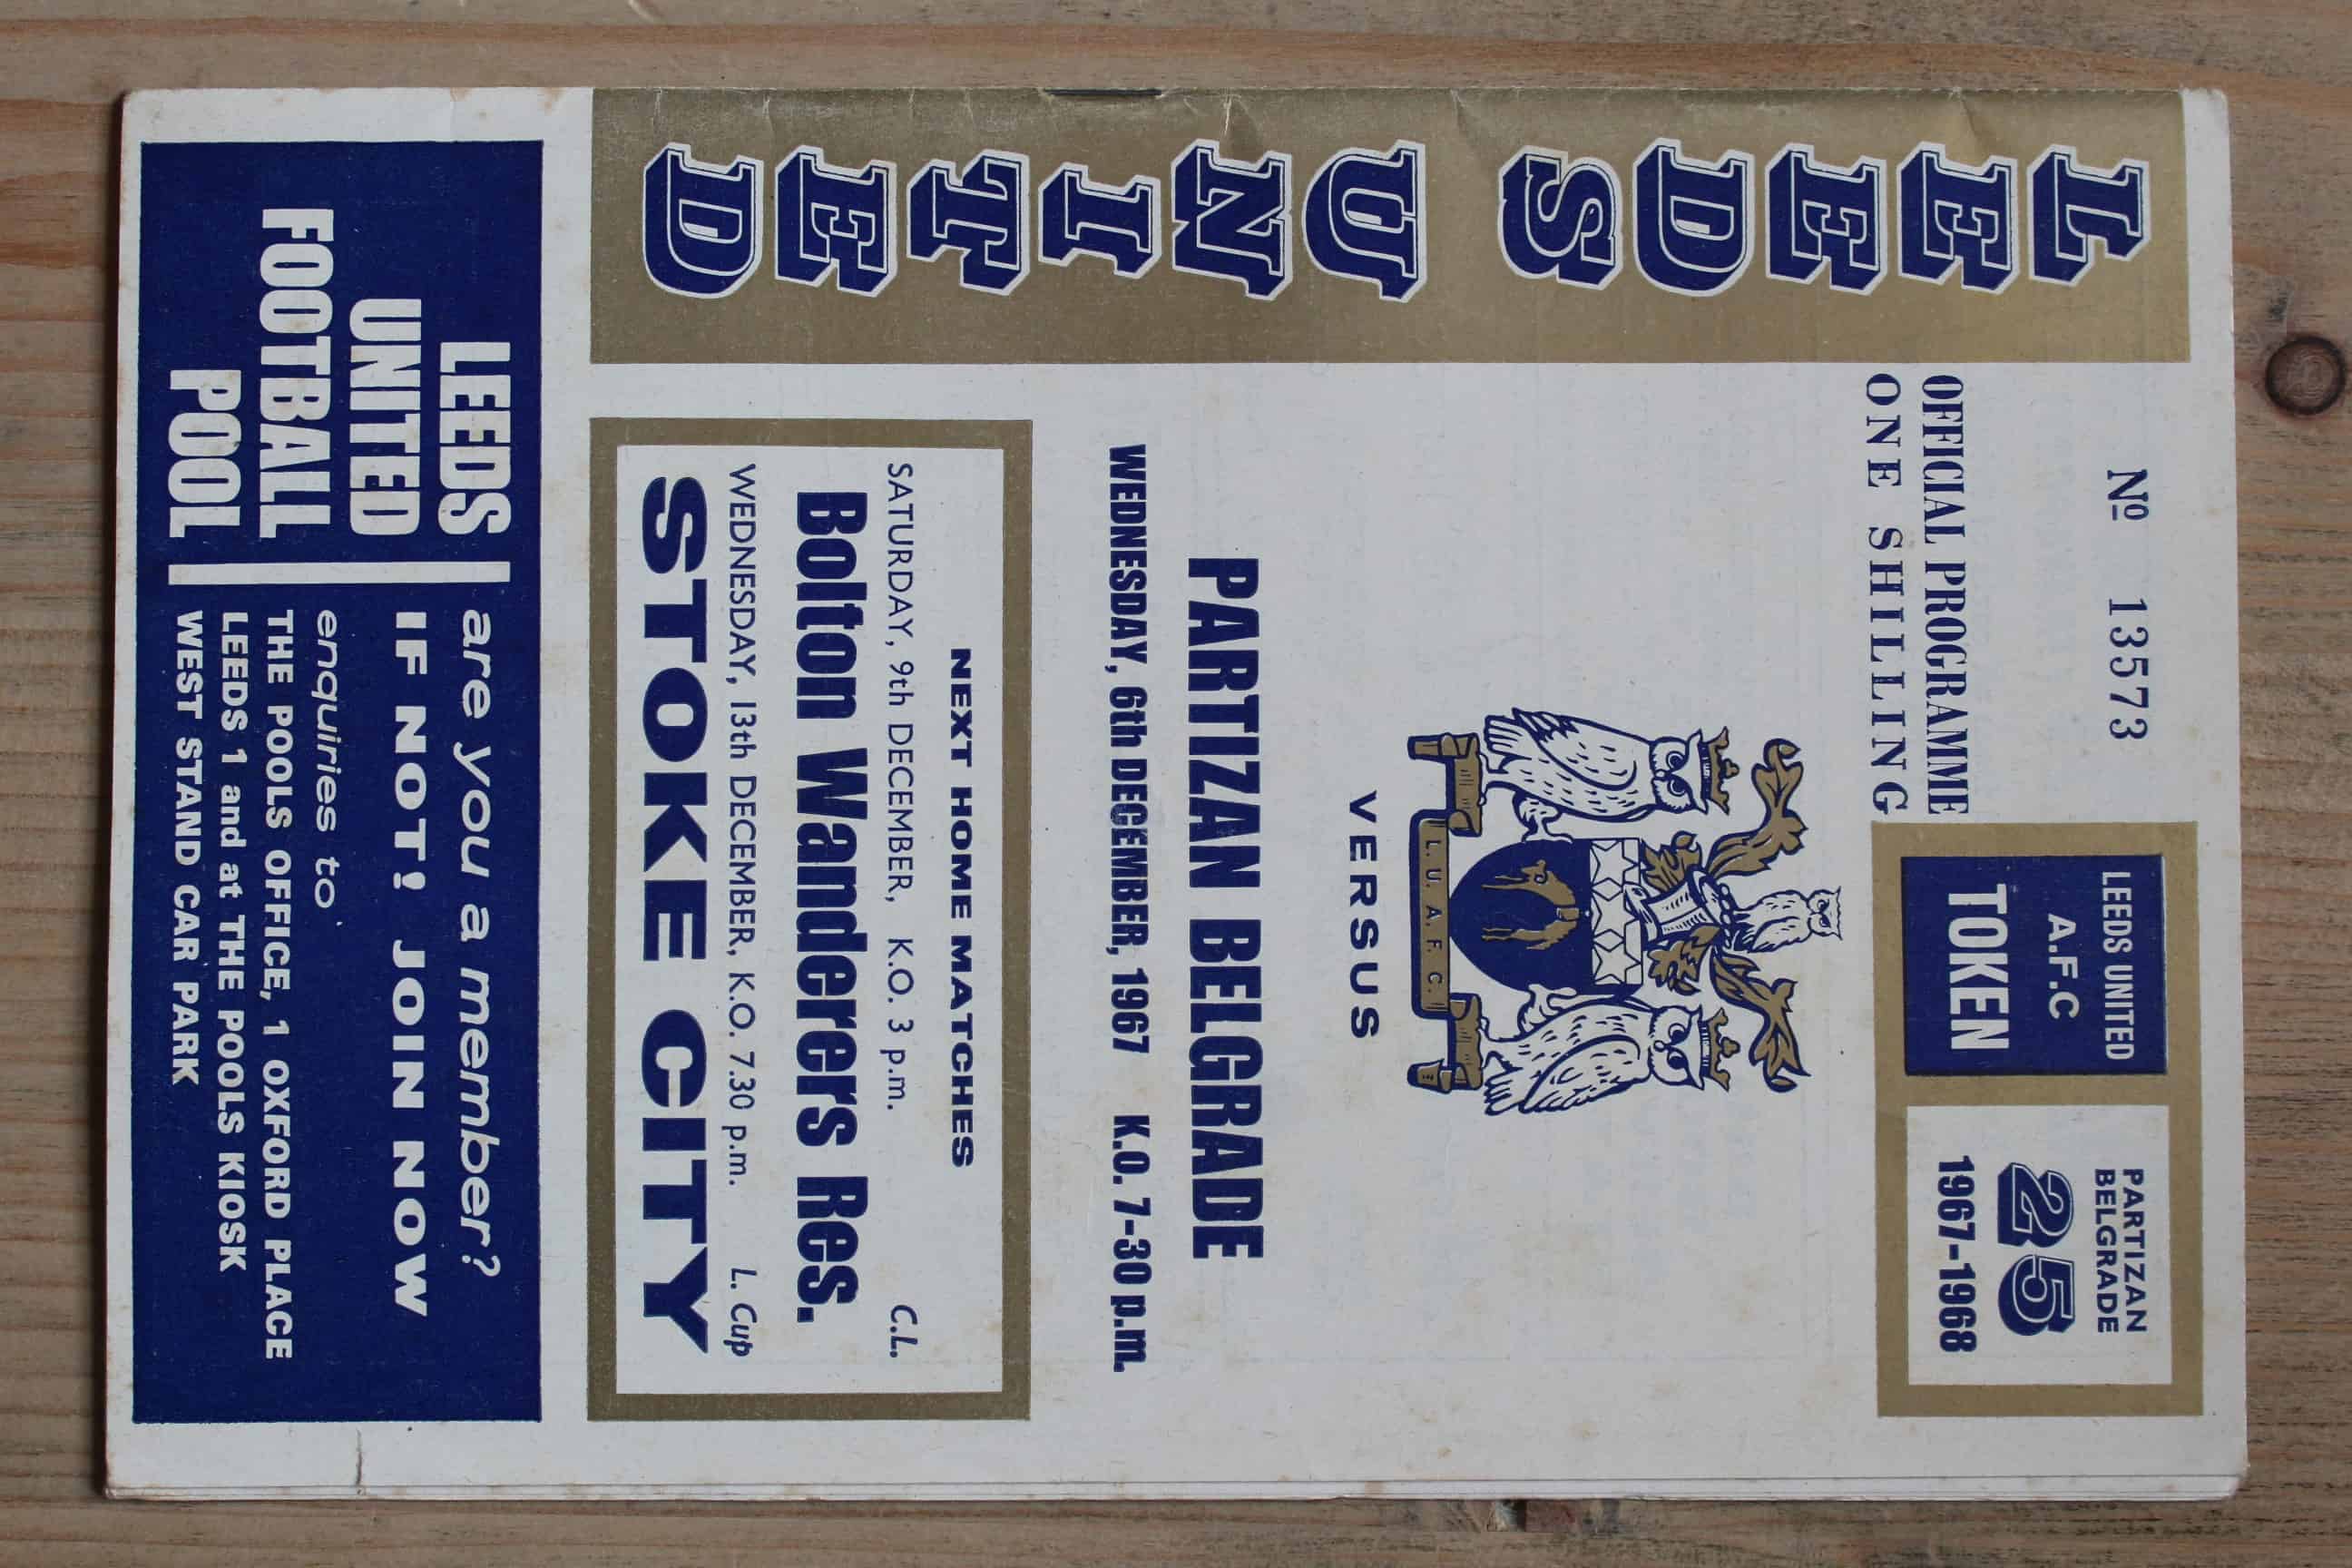 LEEDS UNITED
Nº 13573
OFFICIAL PROGRAMME
ONE SHILLING
LEEDS UNITED
A.F.C
TOKEN
PARTIZAN
BELGRADE
25
1967-1968
L. U. A. F. C.
VERSUS
PARTIZAN BELGRADE
WEDNESDAY, 6th DECEMBER, 1967 K.O. 7-30 p.m.
NEXT HOME MATCHES
SATURDAY, 9th DECEMBER, K.O. 3 p.m. C.L.
Bolton Wanderers Res.
WEDNESDAY, 13th DECEMBER, K.O. 7.30 p.m. L. Cup
STOKE CITY
LEEDS
UNITED
FOOTBALL
POOL
are you a member?
IF NOT! JOIN NOW
enquiries to
THE POOLS OFFICE, 1 OXFORD PLACE
LEEDS 1 and at THE POOLS KIOSK
WEST STAND CAR PARK